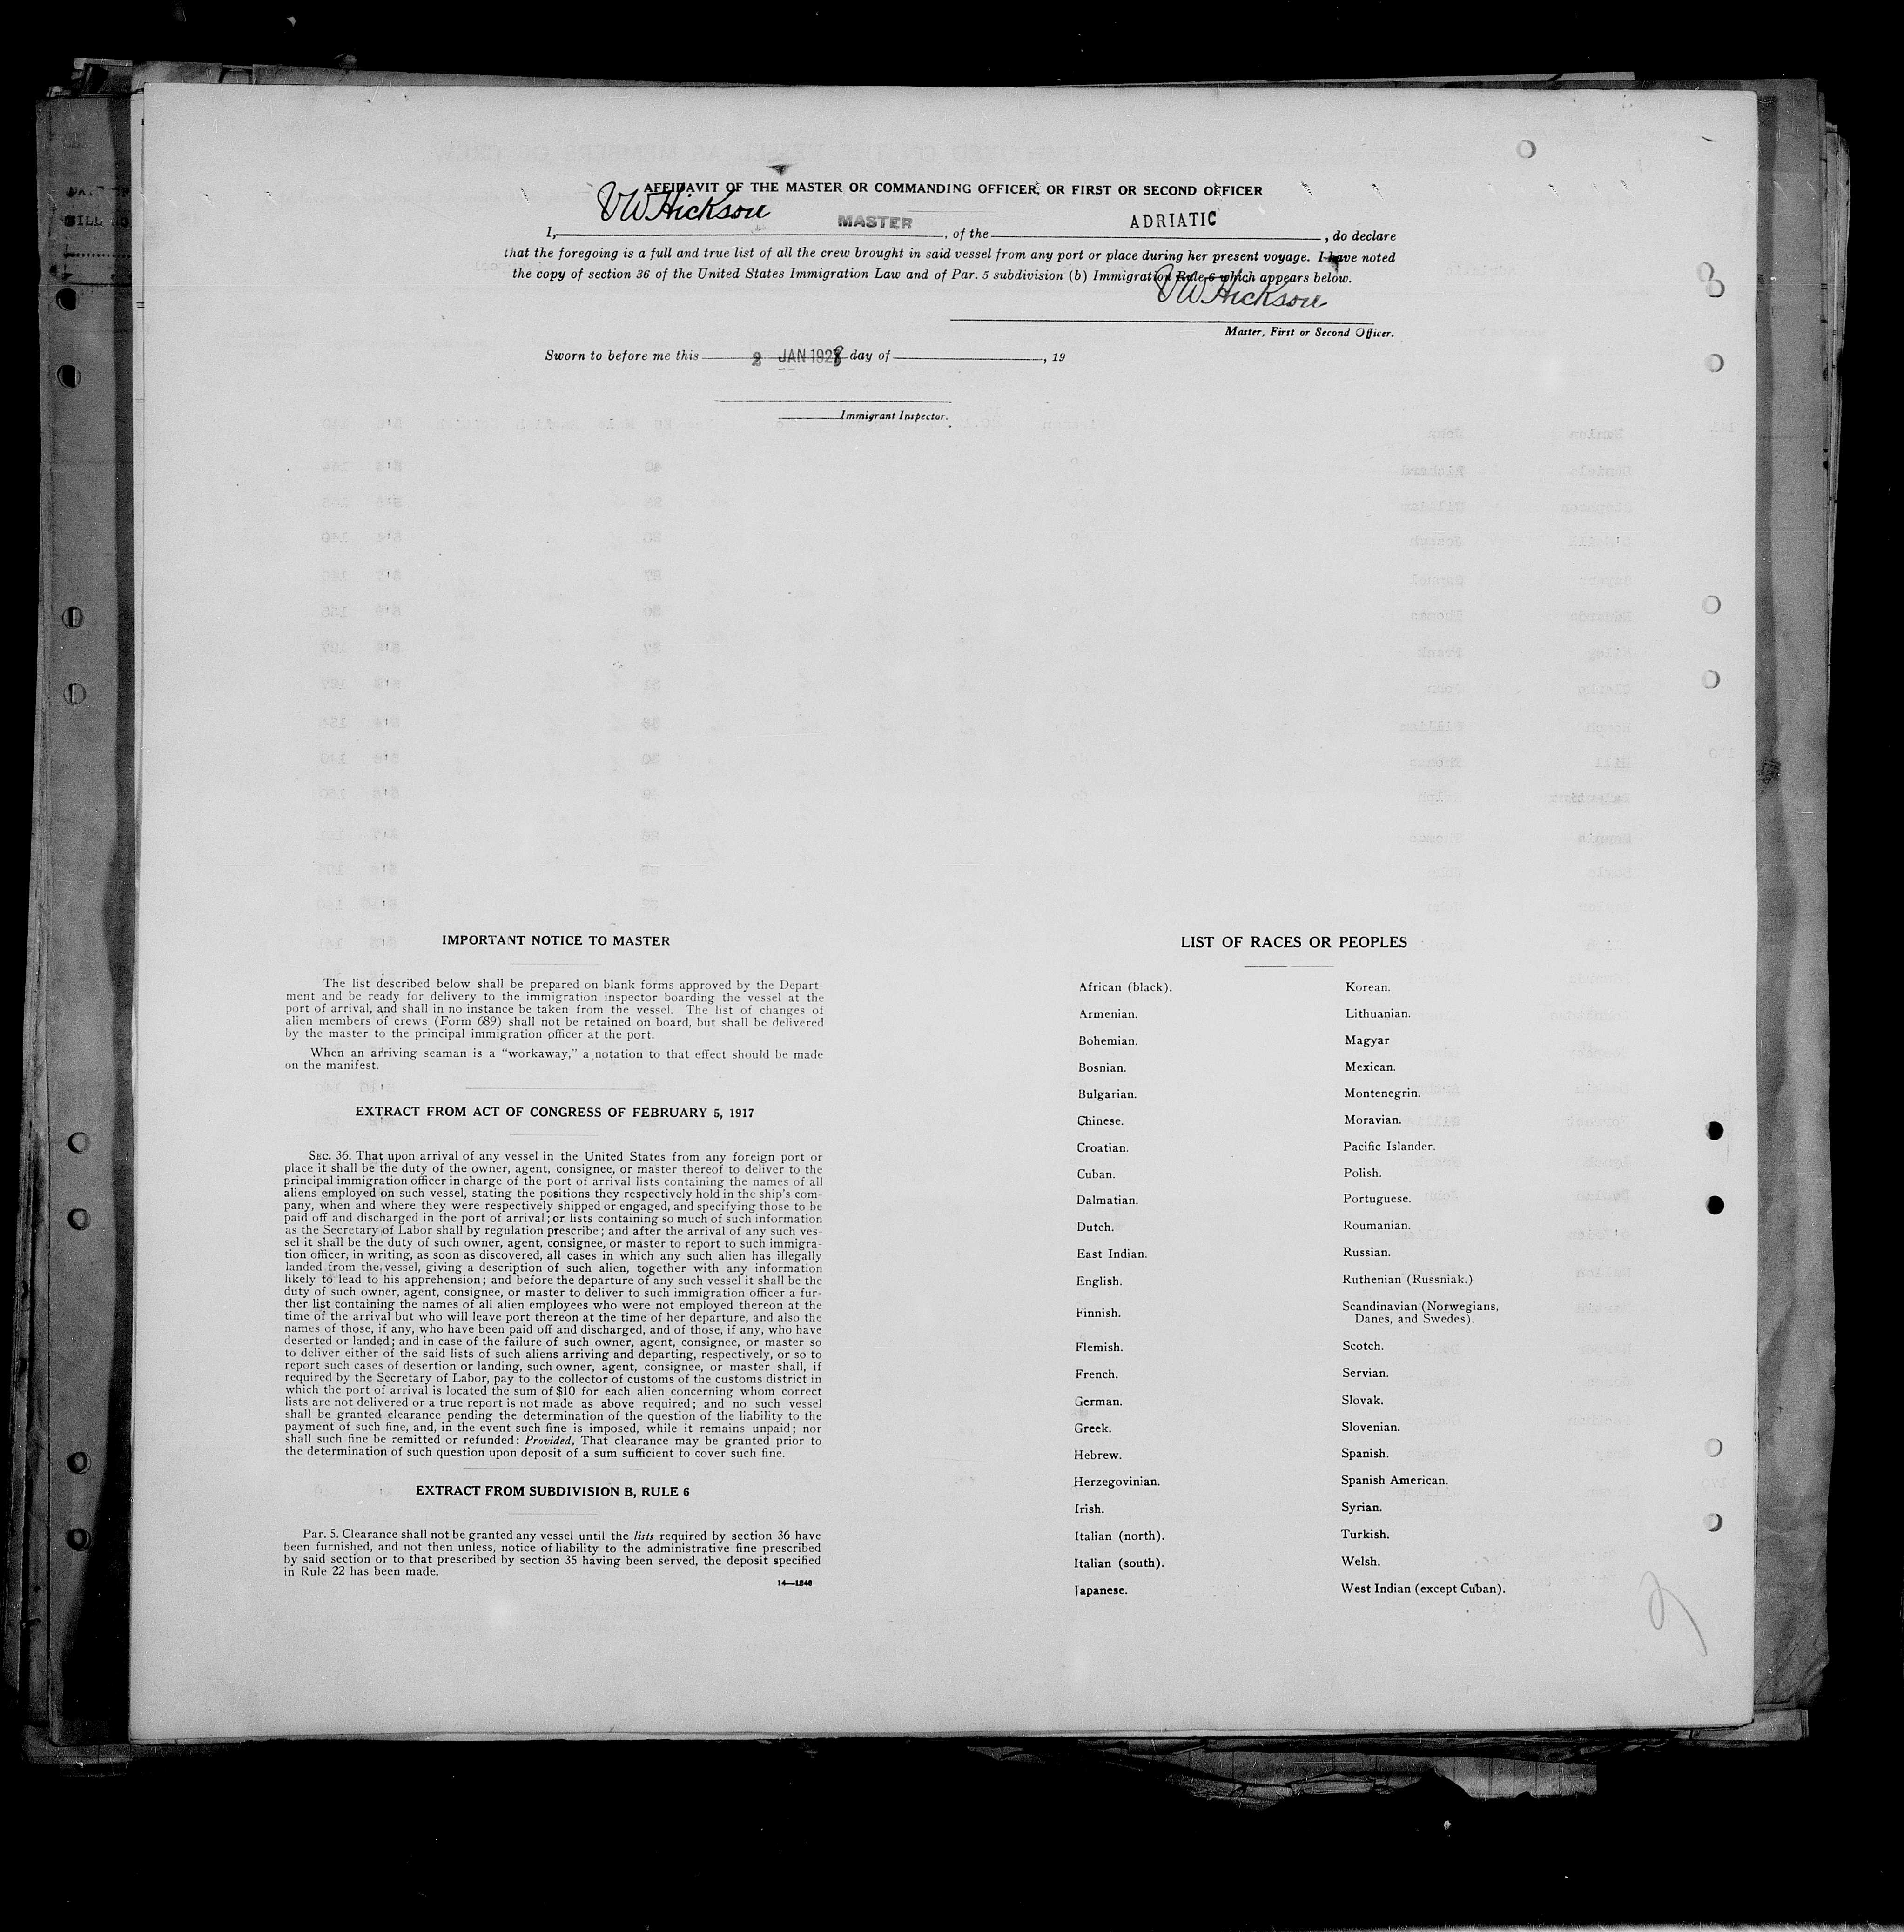 AFFIDAVIT OF THE MASTER OR COMMANDING OFFICER, OR FIRST OR SECOND OFFICER
VW Hickson
I, MASTER, of the ADRIATIC, do declare
that the foregoing is a full and true list of all the crew brought in said vessel from any port or place during her present voyage. I have noted
the copy of section 36 of the United States Immigration Law and of Par. 5 subdivision (b) Immigration Rule 6 which appears below.
VW Hickson
Master, First or Second Officer.
Sworn to before me this 2 JAN 1928 day of , 19
Immigrant Inspector.
IMPORTANT NOTICE TO MASTER
The list described below shall be prepared on blank forms approved by the Depart-
ment and be ready for delivery to the immigration inspector boarding the vessel at the
port of arrival, and shall in no instance be taken from the vessel. The list of changes of
alien members of crews (Form 689) shall not be retained on board, but shall be delivered
by the master to the principal immigration officer at the port.
When an arriving seaman is a "workaway," a notation to that effect should be made
on the manifest.
EXTRACT FROM ACT OF CONGRESS OF FEBRUARY 5, 1917
SEC. 36. That upon arrival of any vessel in the United States from any foreign port or
place it shall be the duty of the owner, agent, consignee, or master thereof to deliver to the
principal immigration officer in charge of the port of arrival lists containing the names of all
aliens employed on such vessel, stating the positions they respectively hold in the ship's com-
pany, when and where they were respectively shipped or engaged, and specifying those to be
paid off and discharged in the port of arrival; or lists containing so much of such information
as the Secretary of Labor shall by regulation prescribe; and after the arrival of any such ves-
sel it shall be the duty of such owner, agent, consignee, or master to report to such immigra-
tion officer, in writing, as soon as discovered, all cases in which any such alien has illegally
landed from the vessel, giving a description of such alien, together with any information
likely to lead to his apprehension; and before the departure of any such vessel it shall be the
duty of such owner, agent, consignee, or master to deliver to such immigration officer a fur-
ther list containing the names of all alien employees who were not employed thereon at the
time of the arrival but who will leave port thereon at the time of her departure, and also the
names of those, if any, who have been paid off and discharged, and of those, if any, who have
deserted or landed; and in case of the failure of such owner, agent, consignee, or master so
to deliver either of the said lists of such aliens arriving and departing, respectively, or so to
report such cases of desertion or landing, such owner, agent, consignee, or master shall, if
required by the Secretary of Labor, pay to the collector of customs of the customs district in
which the port of arrival is located the sum of $10 for each alien concerning whom correct
lists are not delivered or a true report is not made as above required; and no such vessel
shall be granted clearance pending the determination of the question of the liability to the
payment of such fine, and, in the event such fine is imposed, while it remains unpaid; nor
shall such fine be remitted or refunded: Provided, That clearance may be granted prior to
the determination of such question upon deposit of a sum sufficient to cover such fine.
EXTRACT FROM SUBDIVISION B, RULE 6
Par. 5. Clearance shall not be granted any vessel until the lists required by section 36 have
been furnished, and not then unless, notice of liability to the administrative fine prescribed
by said section or to that prescribed by section 35 having been served, the deposit specified
in Rule 22 has been made.
14—1240
LIST OF RACES OR PEOPLES
African (black).
Armenian.
Bohemian.
Bosnian.
Bulgarian.
Chinese.
Croatian.
Cuban.
Dalmatian.
Dutch.
East Indian.
English.
Finnish.
Flemish.
French.
German.
Greek.
Hebrew.
Herzegovinian.
Irish.
Italian (north).
Italian (south).
Japanese.
Korean.
Lithuanian.
Magyar
Mexican.
Montenegrin.
Moravian.
Pacific Islander.
Polish.
Portuguese.
Roumanian.
Russian.
Ruthenian (Russniak.)
Scandinavian (Norwegians,
Danes, and Swedes).
Scotch.
Servian.
Slovak.
Slovenian.
Spanish.
Spanish American.
Syrian.
Turkish.
Welsh.
West Indian (except Cuban).